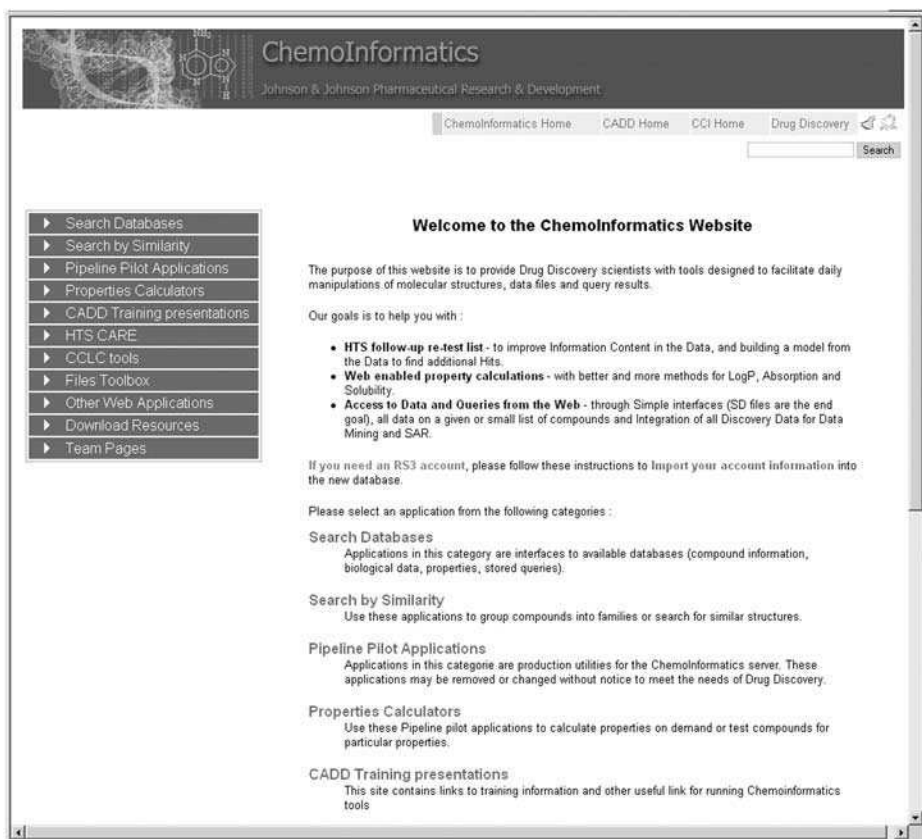 ChemoInformatics
Johnson & Johnson Pharmaceutical Research & Development
ChemoInformatics Home CADD Home CCI Home Drug Discovery
Search
Search Databases
Search by Similarity
Pipeline Pilot Applications
Properties Calculators
CADD Training presentations
HTS CARE
CCLC tools
Files Toolbox
Other Web Applications
Download Resources
Team Pages
Welcome to the ChemoInformatics Website
The purpose of this website is to provide Drug Discovery scientists with tools designed to facilitate daily
manipulations of molecular structures, data files and query results.
Our goals is to help you with :
• HTS follow-up re-test list - to improve Information Content in the Data, and building a model from
the Data to find additional Hits.
• Web enabled property calculations - with better and more methods for LogP, Absorption and
Solubility.
• Access to Data and Queries from the Web - through Simple interfaces (SD files are the end
goal), all data on a given or small list of compounds and Integration of all Discovery Data for Data
Mining and SAR.
If you need an RS3 account, please follow these instructions to Import your account information into
the new database.
Please select an application from the following categories :
Search Databases
Applications in this category are interfaces to available databases (compound information,
biological data, properties, stored queries).
Search by Similarity
Use these applications to group compounds into families or search for similar structures.
Pipeline Pilot Applications
Applications in this categorie are production utilities for the ChemoInformatics server. These
applications may be removed or changed without notice to meet the needs of Drug Discovery.
Properties Calculators
Use these Pipeline pilot applications to calculate properties on demand or test compounds for
particular properties.
CADD Training presentations
This site contains links to training information and other useful link for running Chemoinformatics
tools